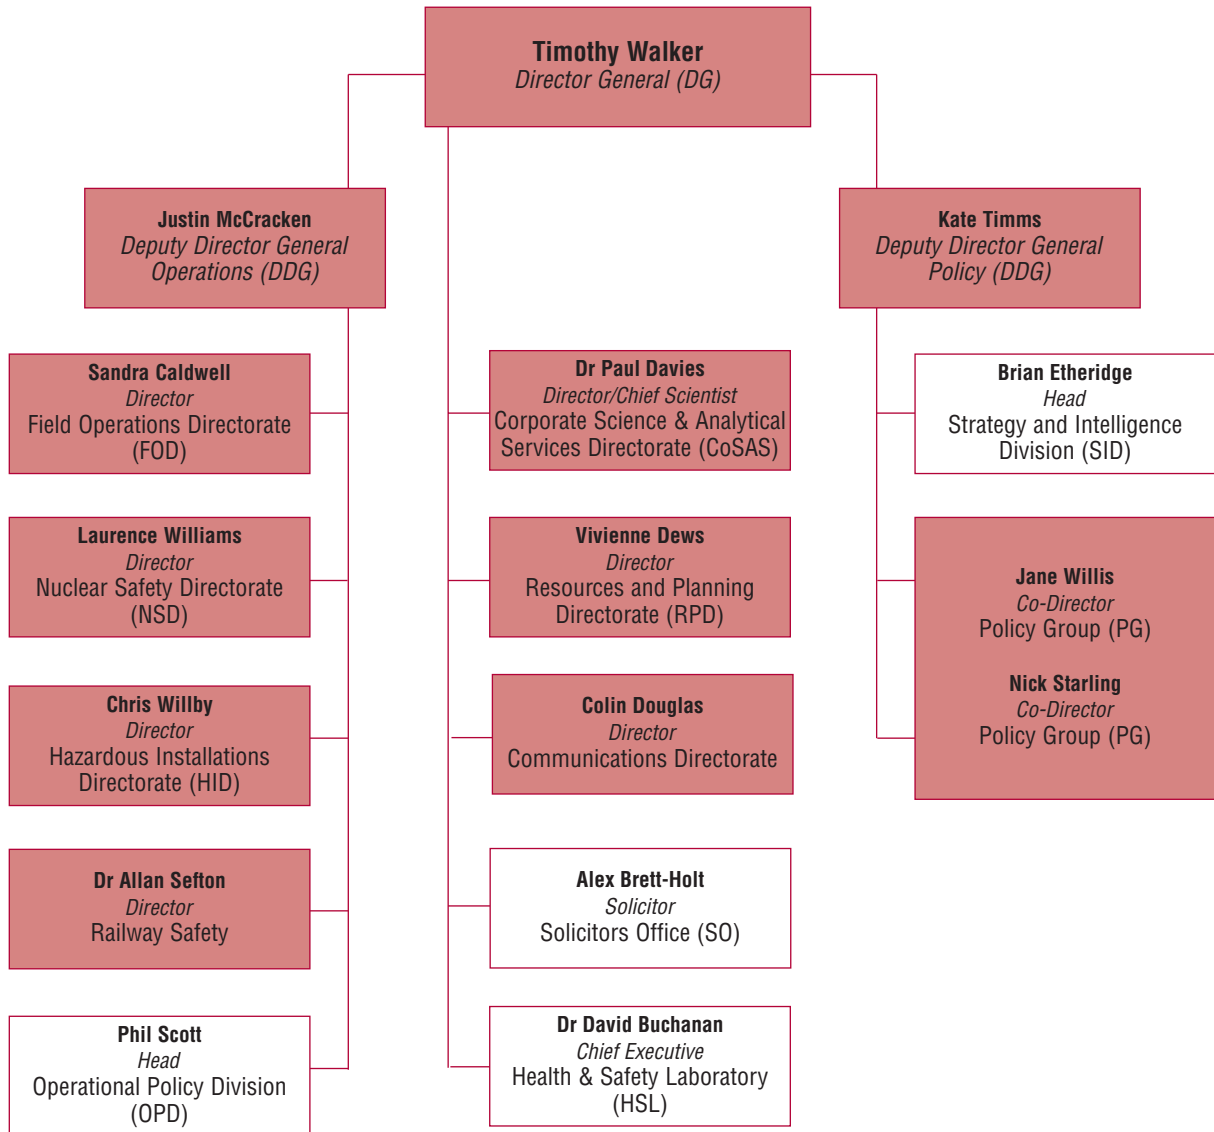 Timothy Walker
Director General (DG)
Justin McCracken
Deputy Director General
Operations (DDG)
Kate Timms
Deputy Director General
Policy (DDG)
Sandra Caldwell
Director
Field Operations Directorate
(FOD)
Dr Paul Davies
Director/Chief Scientist
Corporate Science & Analytical
Services Directorate (CoSAS)
Brian Etheridge
Head
Strategy and Intelligence
Division (SID)
Laurence Williams
Director
Nuclear Safety Directorate
(NSD)
Vivienne Dews
Director
Resources and Planning
Directorate (RPD)
Jane Willis
Co-Director
Policy Group (PG)
Nick Starling
Co-Director
Policy Group (PG)
Chris Willby
Director
Hazardous Installations
Directorate (HID)
Colin Douglas
Director
Communications Directorate
Dr Allan Sefton
Director
Railway Safety
Alex Brett-Holt
Solicitor
Solicitors Office (SO)
Phil Scott
Head
Operational Policy Division
(OPD)
Dr David Buchanan
Chief Executive
Health & Safety Laboratory
(HSL)